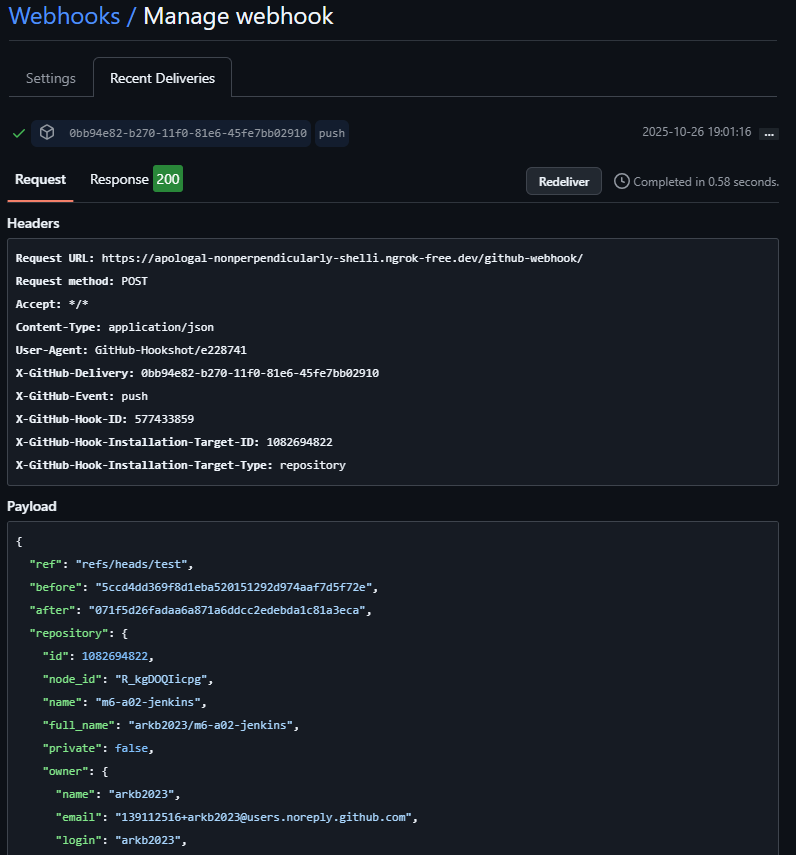 Webhooks / Manage webhook
Settings
Recent Deliveries
0bb94e82-b270-11f0-81e6-45fe7bb02910 push 2025-10-26 19:01:16 ...
Request Response 200 Redeliver Completed in 0.58 seconds.
Headers
Request URL: https://apologal-nonperpendicularly-shelli.ngrok-free.dev/github-webhook/
Request method: POST
Accept: */*
Content-Type: application/json
User-Agent: GitHub-Hookshot/e228741
X-GitHub-Delivery: 0bb94e82-b270-11f0-81e6-45fe7bb02910
X-GitHub-Event: push
X-GitHub-Hook-ID: 577433859
X-GitHub-Hook-Installation-Target-ID: 1082694822
X-GitHub-Hook-Installation-Target-Type: repository
Payload
{
"ref": "refs/heads/test",
"before": "5ccd4dd369f8d1eba520151292d974aaf7d5f72e",
"after": "071f5d26fadaa6a871a6ddcc2edebda1c81a3eca",
"repository": {
"id": 1082694822,
"node_id": "R_kgDOQIicpg",
"name": "m6-a02-jenkins",
"full_name": "arkb2023/m6-a02-jenkins",
"private": false,
"owner": {
"name": "arkb2023",
"email": "139112516+arkb2023@users.noreply.github.com",
"login": "arkb2023",